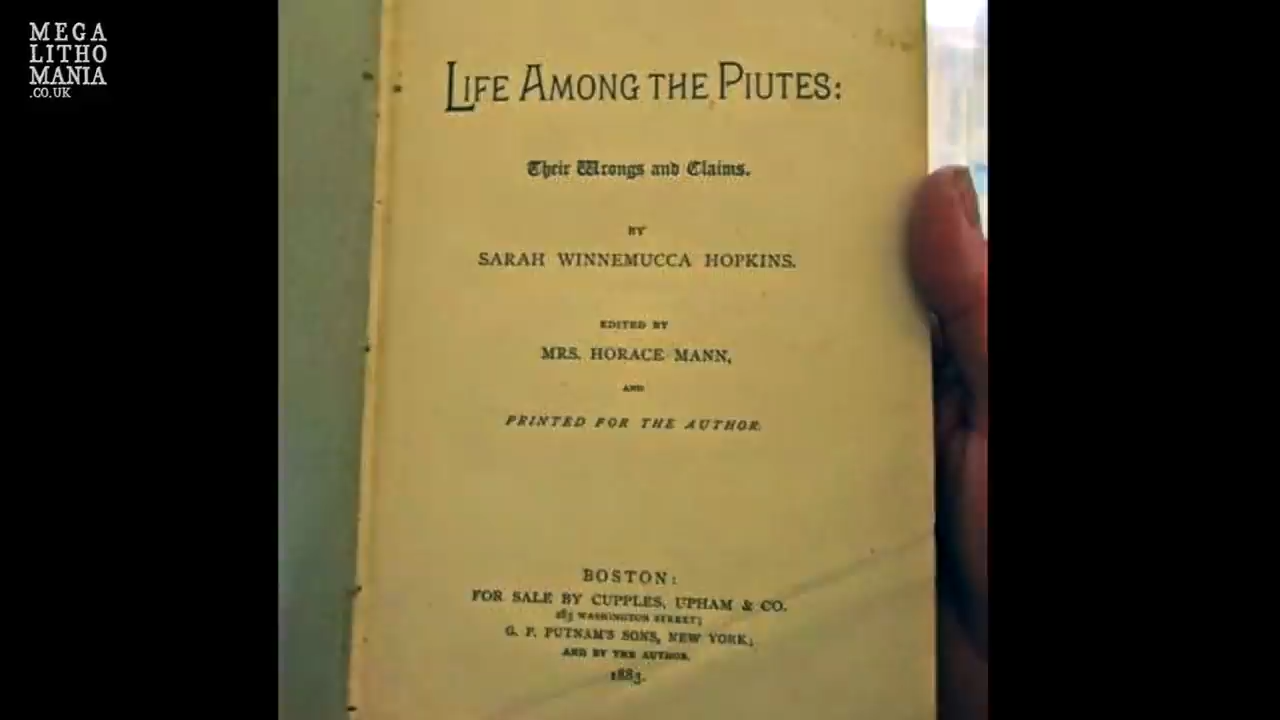 MEGA
LITHO
MANIA
.CO.UK
LIFE AMONG THE PIUTES:
Their Wrongs and Claims.
BY
SARAH WINNEMUCCA HOPKINS.
EDITED BY
MRS. HORACE MANN,
AND
PRINTED FOR THE AUTHOR.
BOSTON:
FOR SALE BY CUPPLES, UPHAM & CO.
283 WASHINGTON STREET;
G. P. PUTNAM'S SONS, NEW YORK;
AND BY THE AUTHOR.
1883.